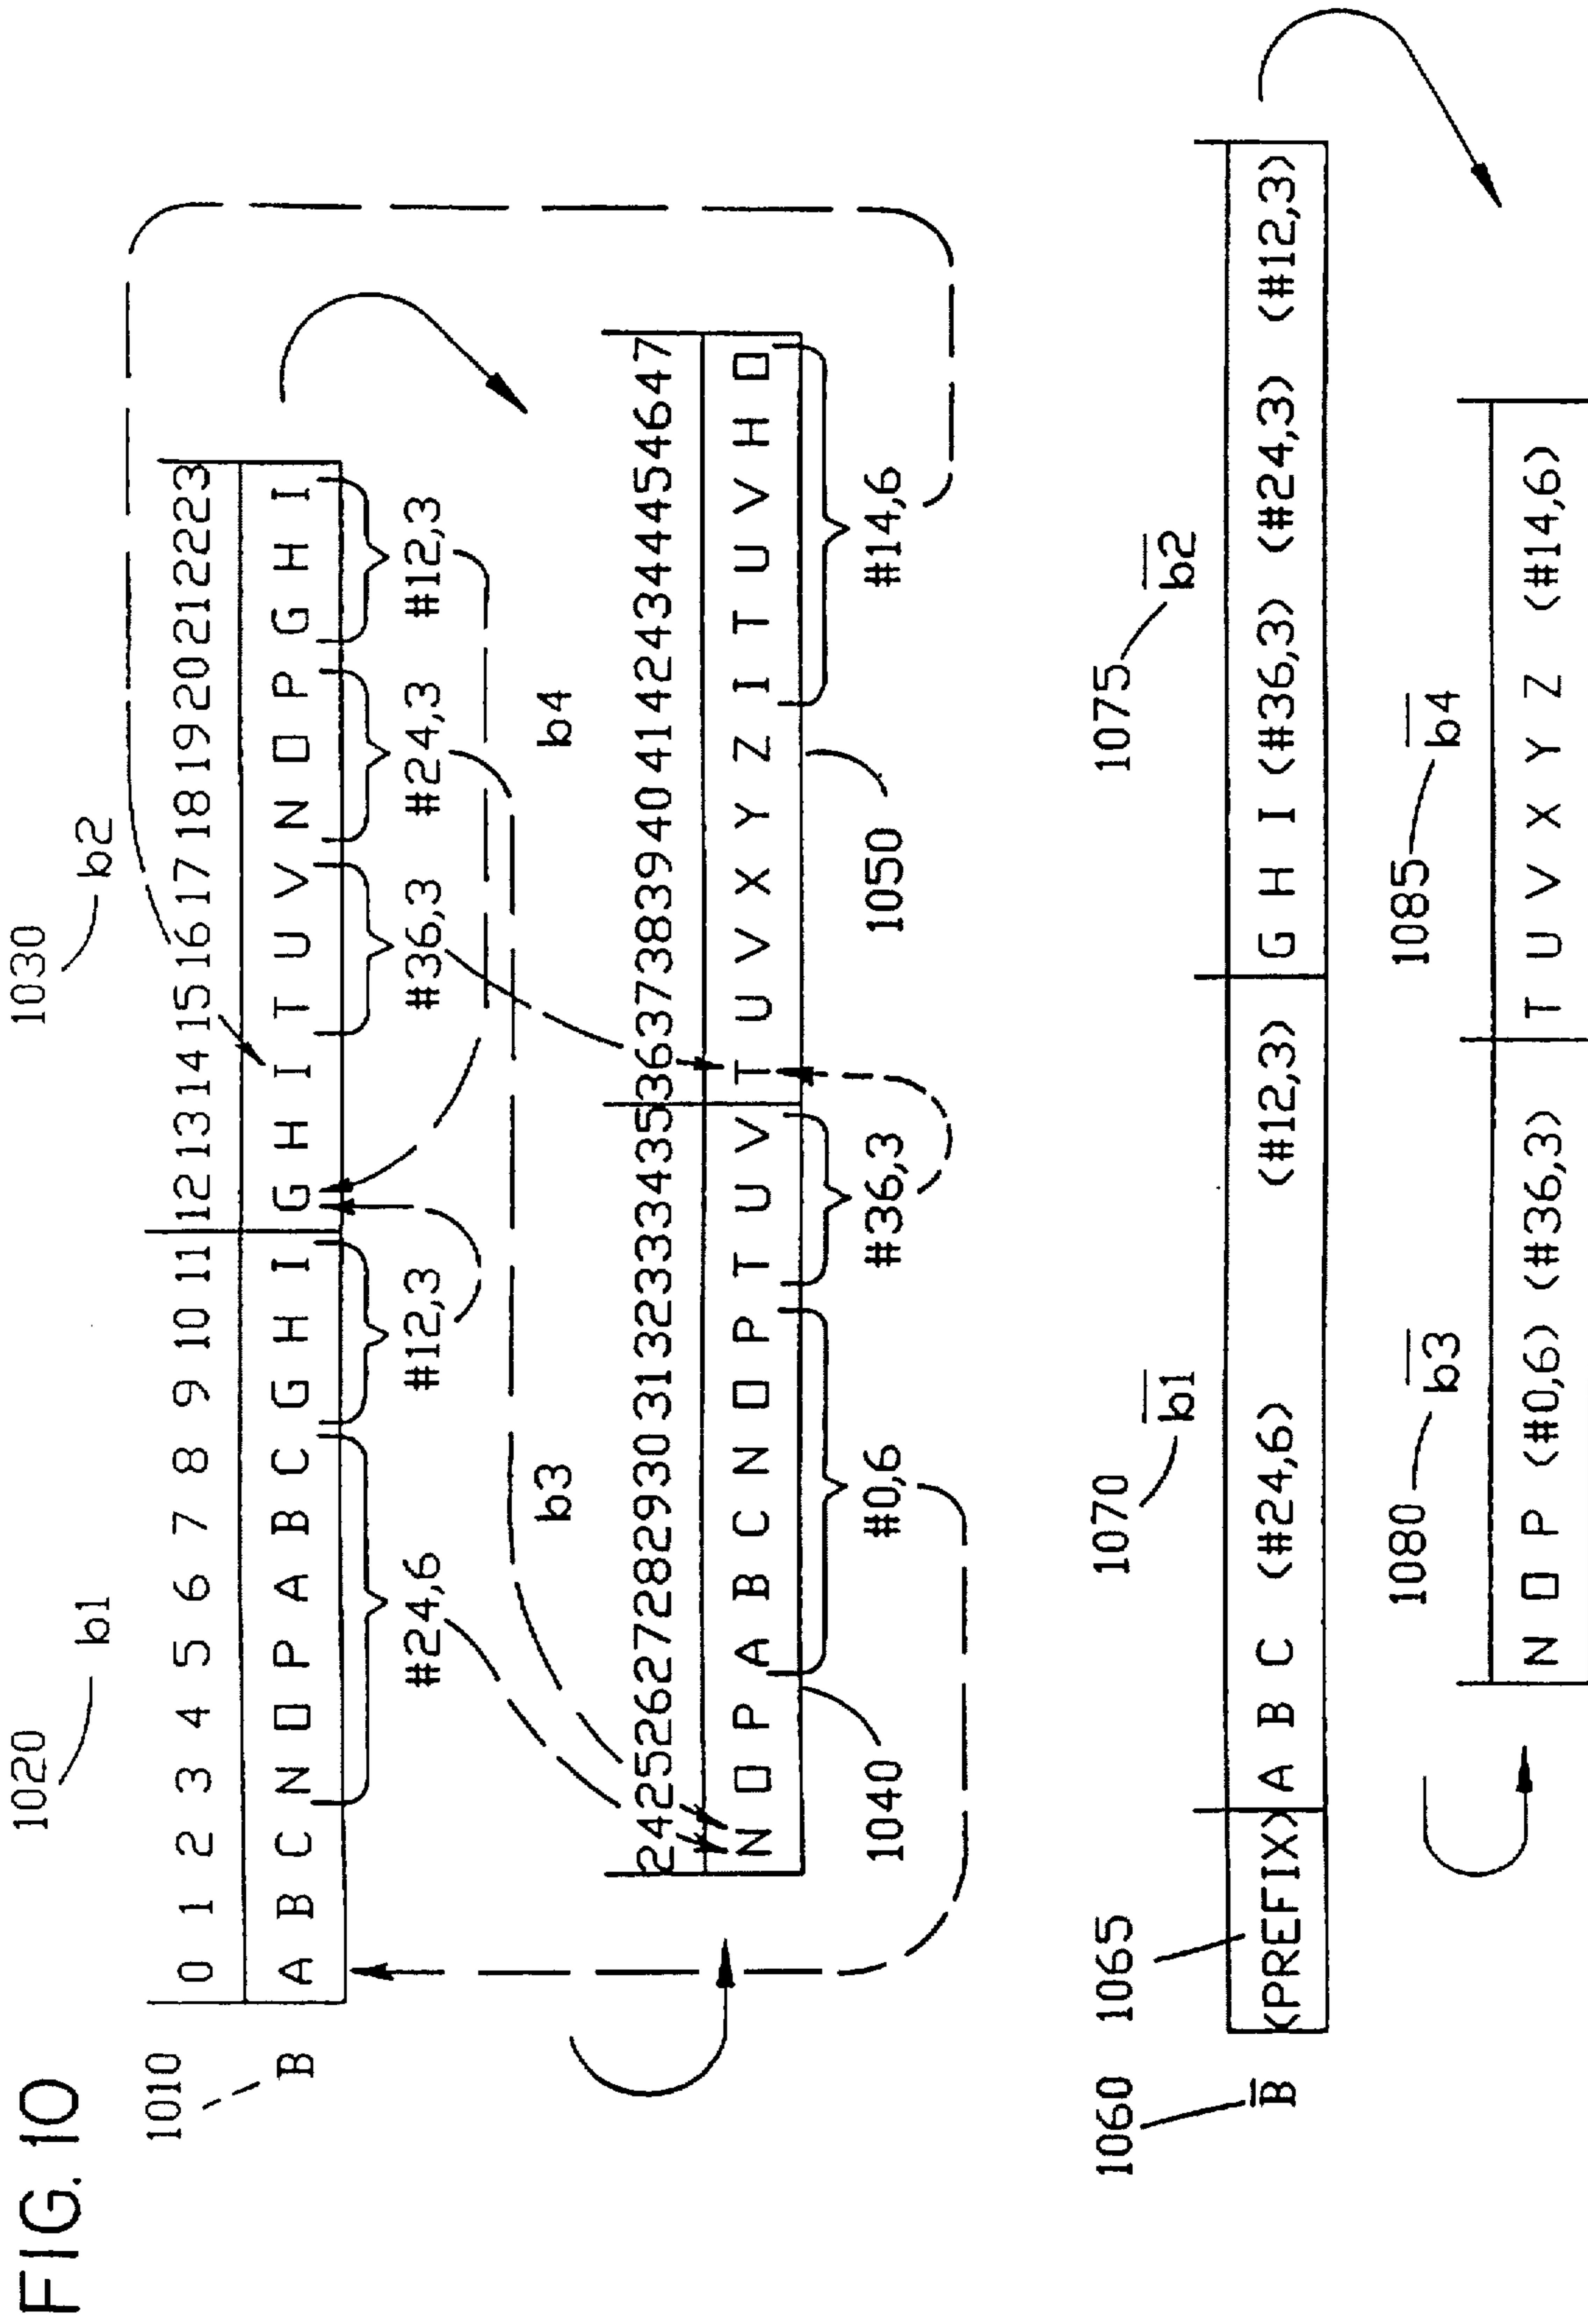 FIG. 10
1020 1030
b1 b2
1010
0 1 2 3 4 5 6 7 8 9 10 11 12 13 14 15 16 17 18 19 20 21 22 23
B A B C N O P A B C G H I G H I T U V N O P G H I
#24,6 #12,3 #36,3 #24,3 #12,3
b3 b4
24 25 26 27 28 29 30 31 32 33 34 35 36 37 38 39 40 41 42 43 44 45 46 47
N O P A B C N O P T U V T U V X Y Z I T U V H O
1040 #0,6 #36,3 1050 #14,6
1060 1065 1070 b̅1̅ 1075 b̅2̅
B̅ (PREFIX) A B C (#24,6) (#12,3) G H I (#36,3) (#24,3) (#12,3)
1080 b̅3̅ 1085 b̅4̅
N O P (#0,6) (#36,3) T U V X Y Z (#14,6)